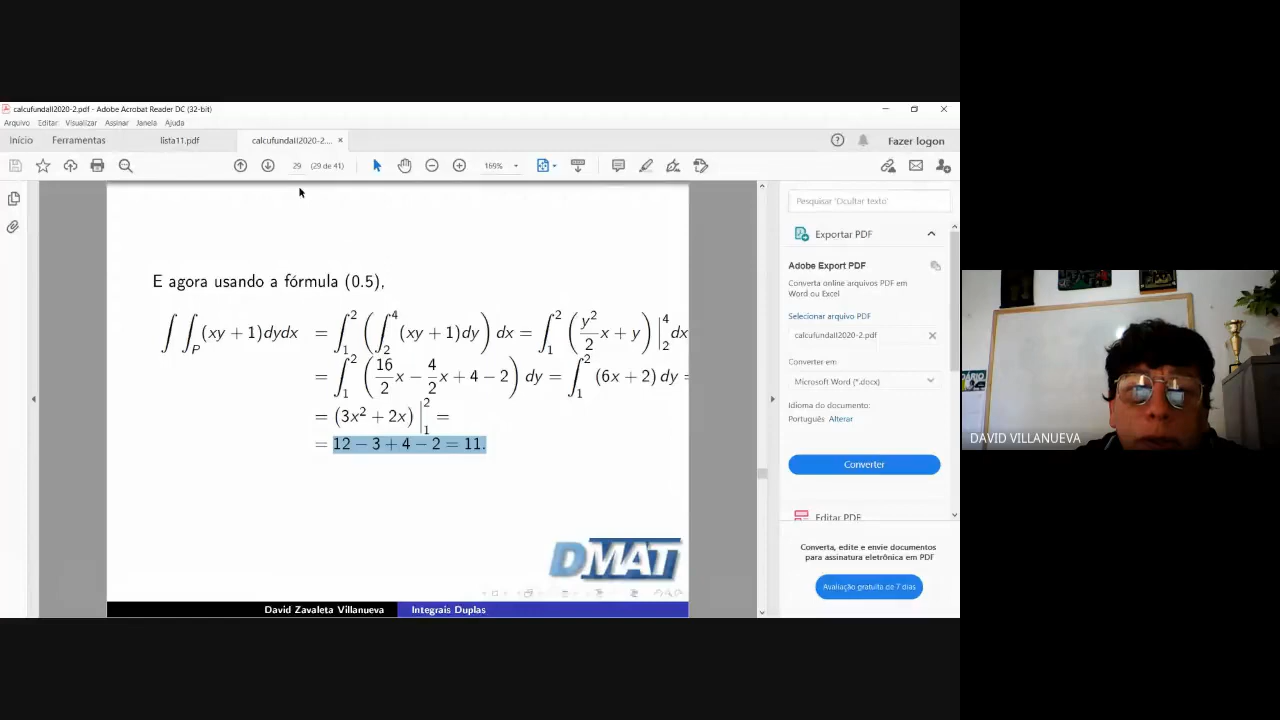 calcufundaII2020-2.pdf - Adobe Acrobat Reader DC (32-bit)
Arquivo Editar Visualizar Assinar Janela Ajuda
Início Ferramentas lista11.pdf calcufundaII2020-2.... × Fazer logon
29 (29 de 41) 169%
E agora usando a fórmula (0.5),
∫∫_P (xy + 1)dydx = ∫_1^2 (∫_2^4 (xy + 1)dy) dx = ∫_1^2 (y²/2 x + y) |_2^4 dx
= ∫_1^2 (16/2 x − 4/2 x + 4 − 2) dy = ∫_1^2 (6x + 2) dy =
= (3x² + 2x) |_1^2 =
= 12 − 3 + 4 − 2 = 11.
DMAT
David Zavaleta Villanueva Integrais Duplas
Pesquisar 'Ocultar texto'
Exportar PDF
Adobe Export PDF
Converta online arquivos PDF em
Word ou Excel
Selecionar arquivo PDF
calcufundaII2020-2.pdf
Converter em
Microsoft Word (*.docx)
Idioma do documento:
Português Alterar
Converter
Editar PDF
Converta, edite e envie documentos
para assinatura eletrônica em PDF
Avaliação gratuita de 7 dias
DAVID VILLANUEVA